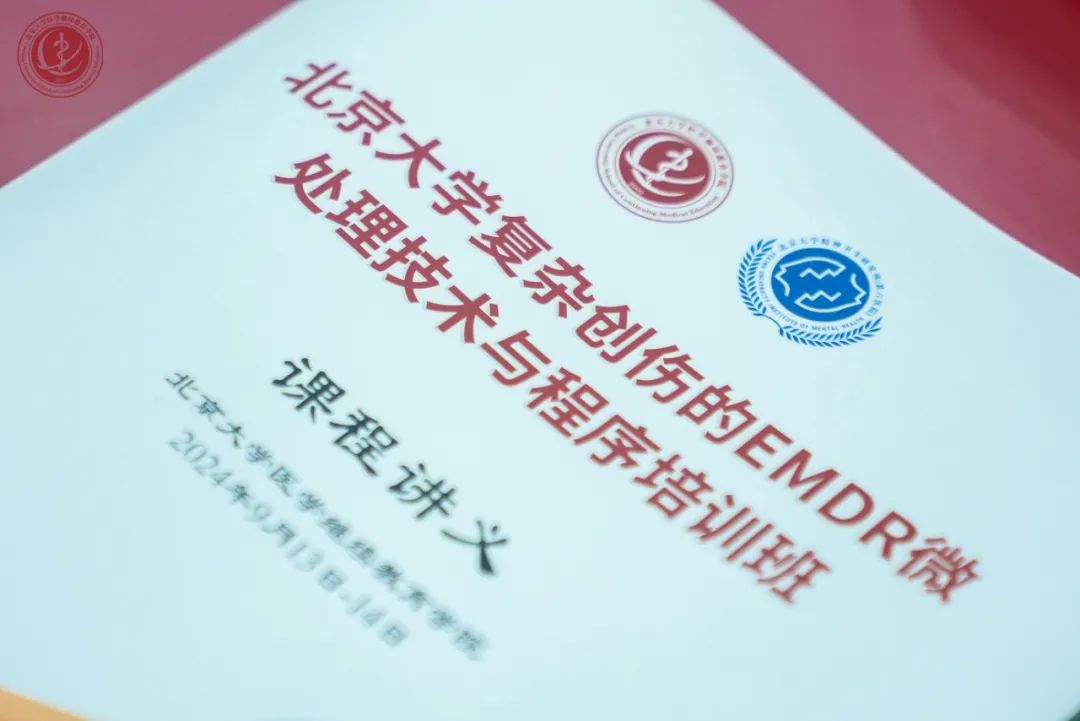 北京大学复杂创伤的EMDR微
处理技术与程序培训班
课程讲义
北京大学医学继续教育学院
2024年9月13日-14日